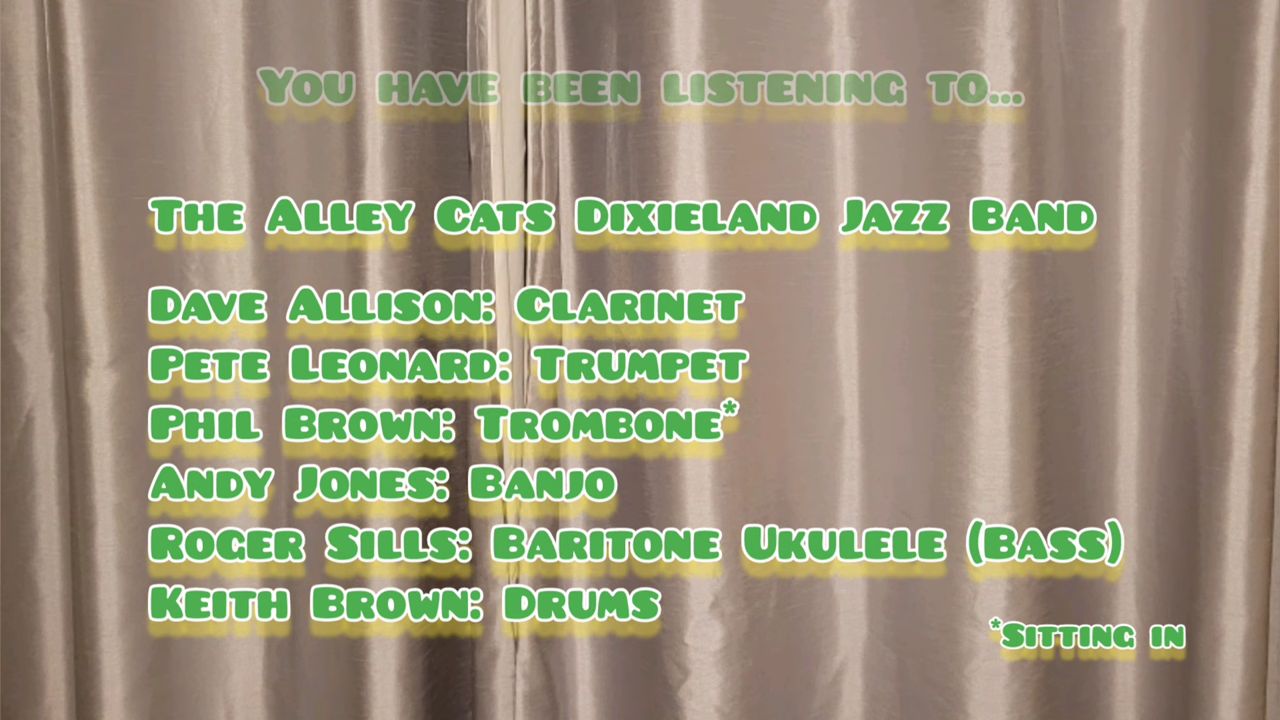 You have been listening to...
The Alley Cats Dixieland Jazz Band
Dave Allison: Clarinet
Pete Leonard: Trumpet
Phil Brown: Trombone*
Andy Jones: Banjo
Roger Sills: Baritone Ukulele (Bass)
Keith Brown: Drums
*Sitting in